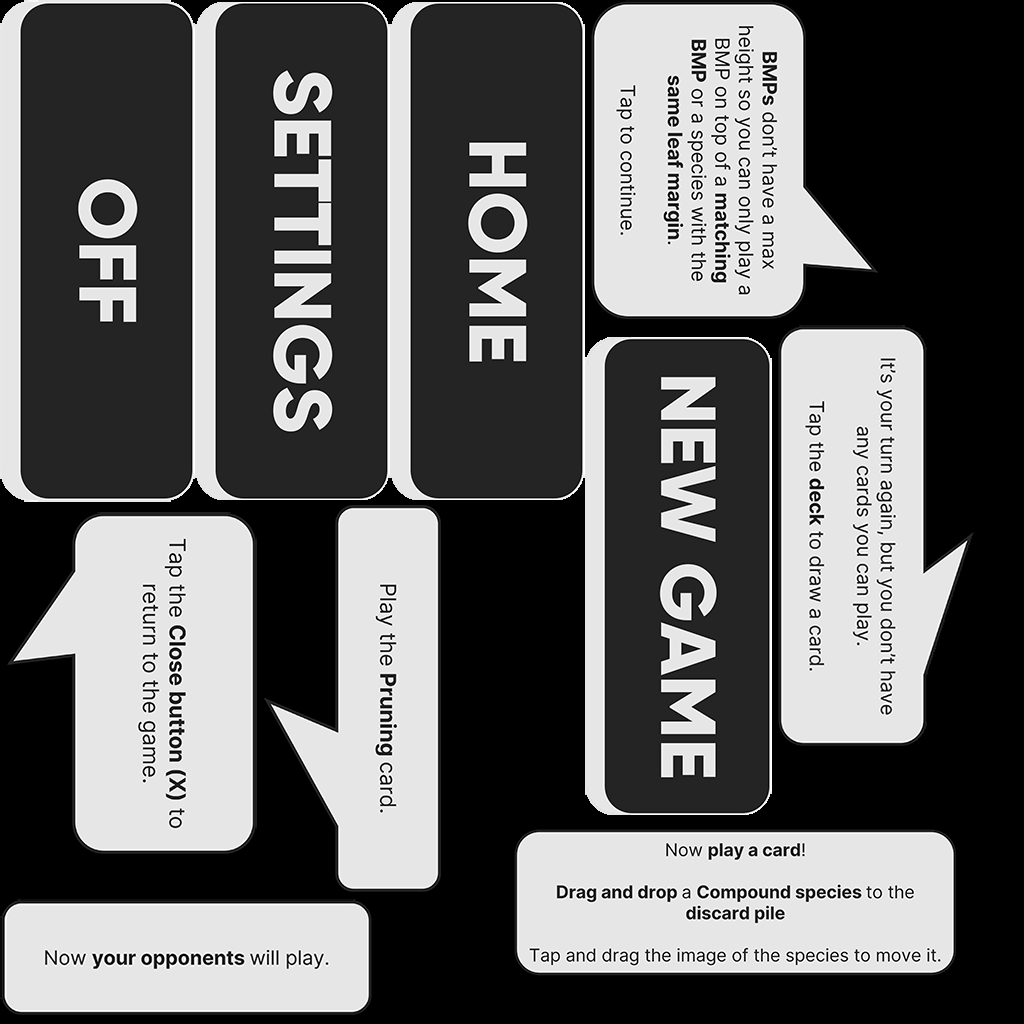 OFF
SETTINGS
HOME
BMPs don't have a max
height so you can only play a
BMP on top of a matching
BMP or a species with the
same leaf margin.
Tap to continue.
NEW GAME
It's your turn again, but you don't have
any cards you can play.
Tap the deck to draw a card.
Tap the Close button (X) to
return to the game.
Play the Pruning card.
Now play a card!
Drag and drop a Compound species to the
discard pile
Tap and drag the image of the species to move it.
Now your opponents will play.